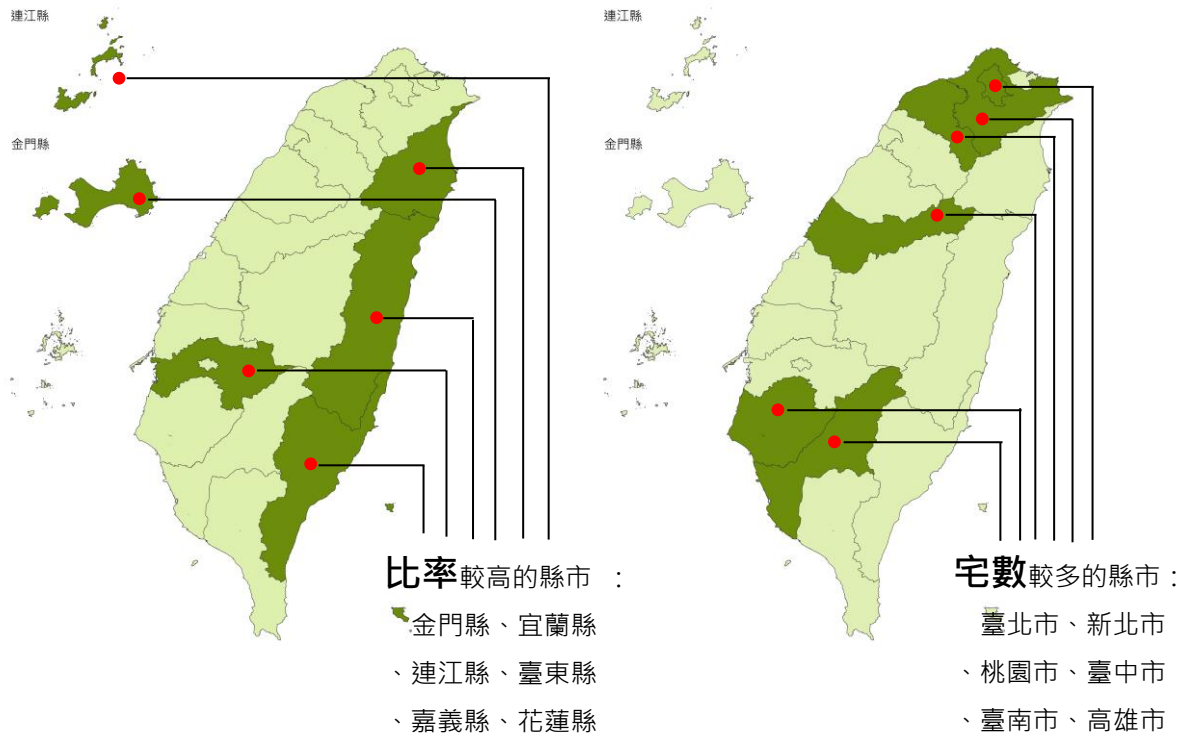 連江縣
金門縣
比率較高的縣市 :
金門縣、宜蘭縣
、連江縣、臺東縣
、嘉義縣、花蓮縣
連江縣
金門縣
宅數較多的縣市:
臺北市、新北市
、桃園市、臺中市
、臺南市、高雄市